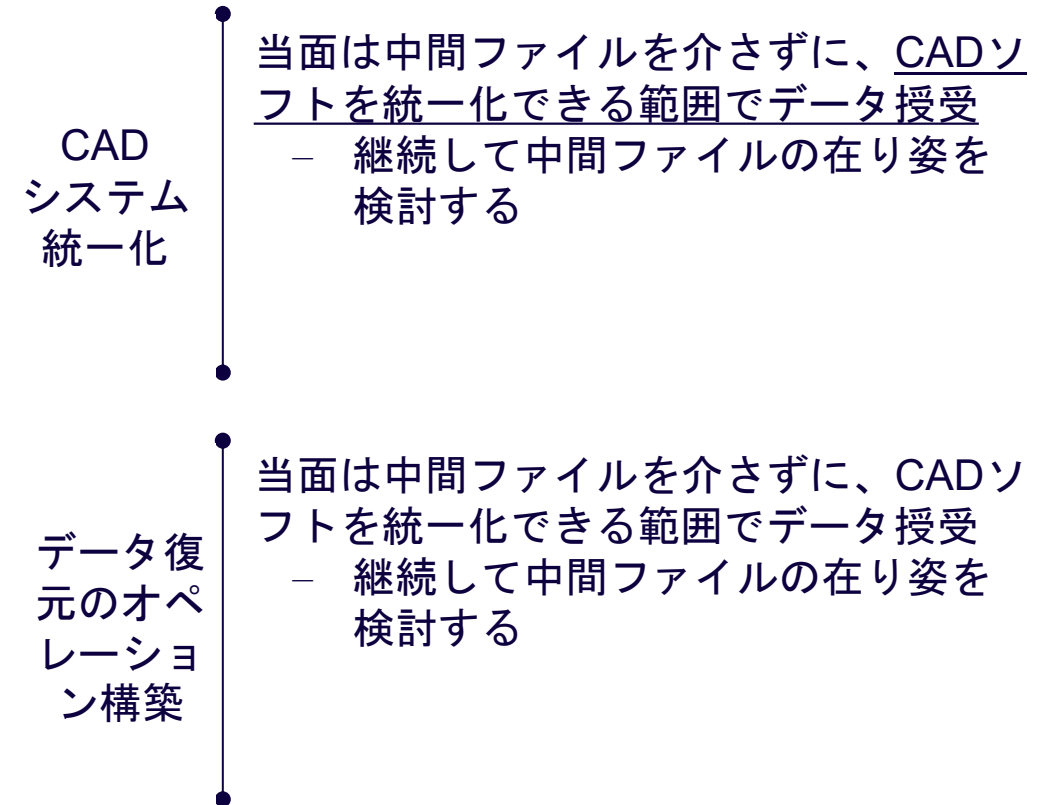 CAD
システム
統一化
当面は中間ファイルを介さずに、CADソ
フトを統一化できる範囲でデータ授受
– 継続して中間ファイルの在り姿を
検討する
データ復
元のオペ
レーショ
ン構築
当面は中間ファイルを介さずに、CADソ
フトを統一化できる範囲でデータ授受
– 継続して中間ファイルの在り姿を
検討する